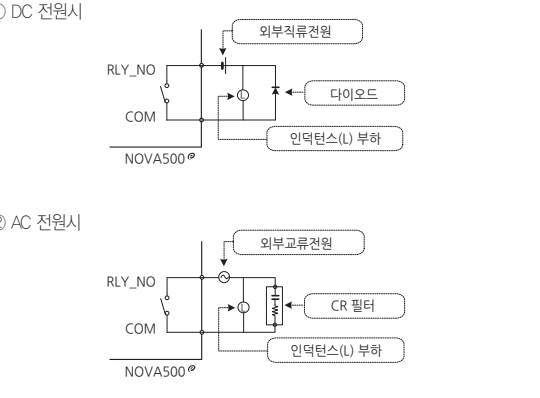 ① DC 전원시
외부직류전원
RLY_NO
L
다이오드
COM
인덕턴스(L) 부하
NOVA500 e
② AC 전원시
외부교류전원
RLY_NO
L
CR 필터
COM
인덕턴스(L) 부하
NOVA500 e